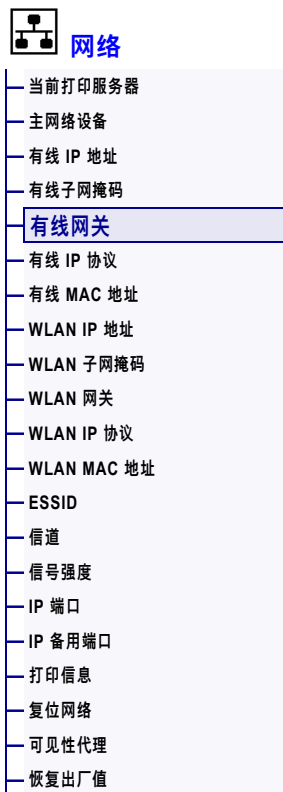 网络
当前打印服务器
主网络设备
有线 IP 地址
有线子网掩码
有线网关
有线 IP 协议
有线 MAC 地址
WLAN IP 地址
WLAN 子网掩码
WLAN 网关
WLAN IP 协议
WLAN MAC 地址
ESSID
信道
信号强度
IP 端口
IP 备用端口
打印信息
复位网络
可见性代理
恢复出厂值